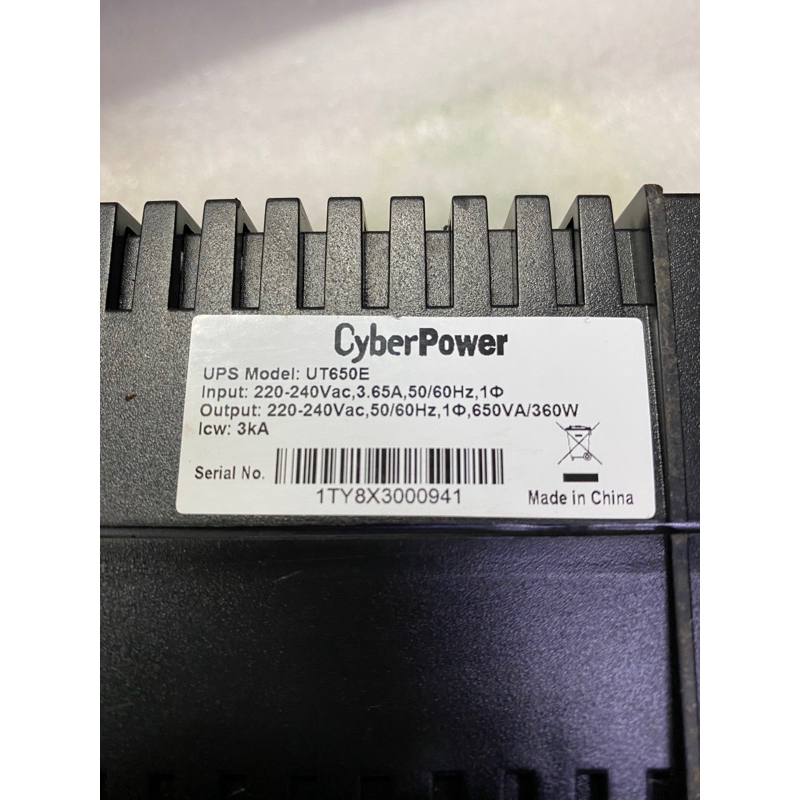 CyberPower
UPS Model: UT650E
Input: 220-240Vac,3.65A,50/60Hz,1Φ
Output: 220-240Vac,50/60Hz,1Φ,650VA/360W
Icw: 3kA
Serial No.
1TY8X3000941
Made in China